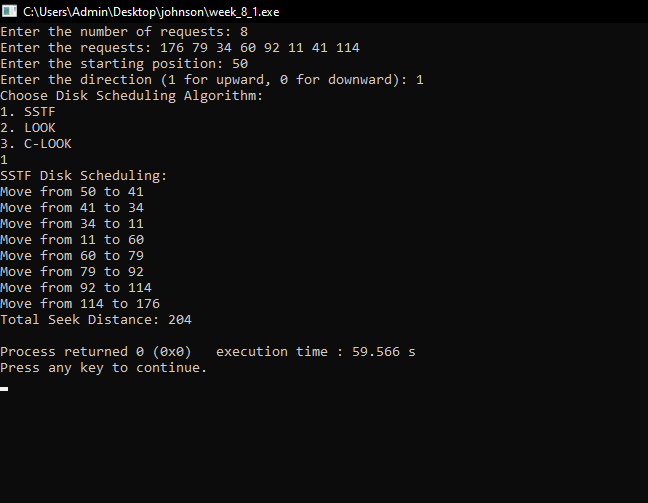 C:\Users\Admin\Desktop\johnson\week_8_1.exe
Enter the number of requests: 8
Enter the requests: 176 79 34 60 92 11 41 114
Enter the starting position: 50
Enter the direction (1 for upward, 0 for downward): 1
Choose Disk Scheduling Algorithm:
1. SSTF
2. LOOK
3. C-LOOK
1
SSTF Disk Scheduling:
Move from 50 to 41
Move from 41 to 34
Move from 34 to 11
Move from 11 to 60
Move from 60 to 79
Move from 79 to 92
Move from 92 to 114
Move from 114 to 176
Total Seek Distance: 204
Process returned 0 (0x0)   execution time : 59.566 s
Press any key to continue.